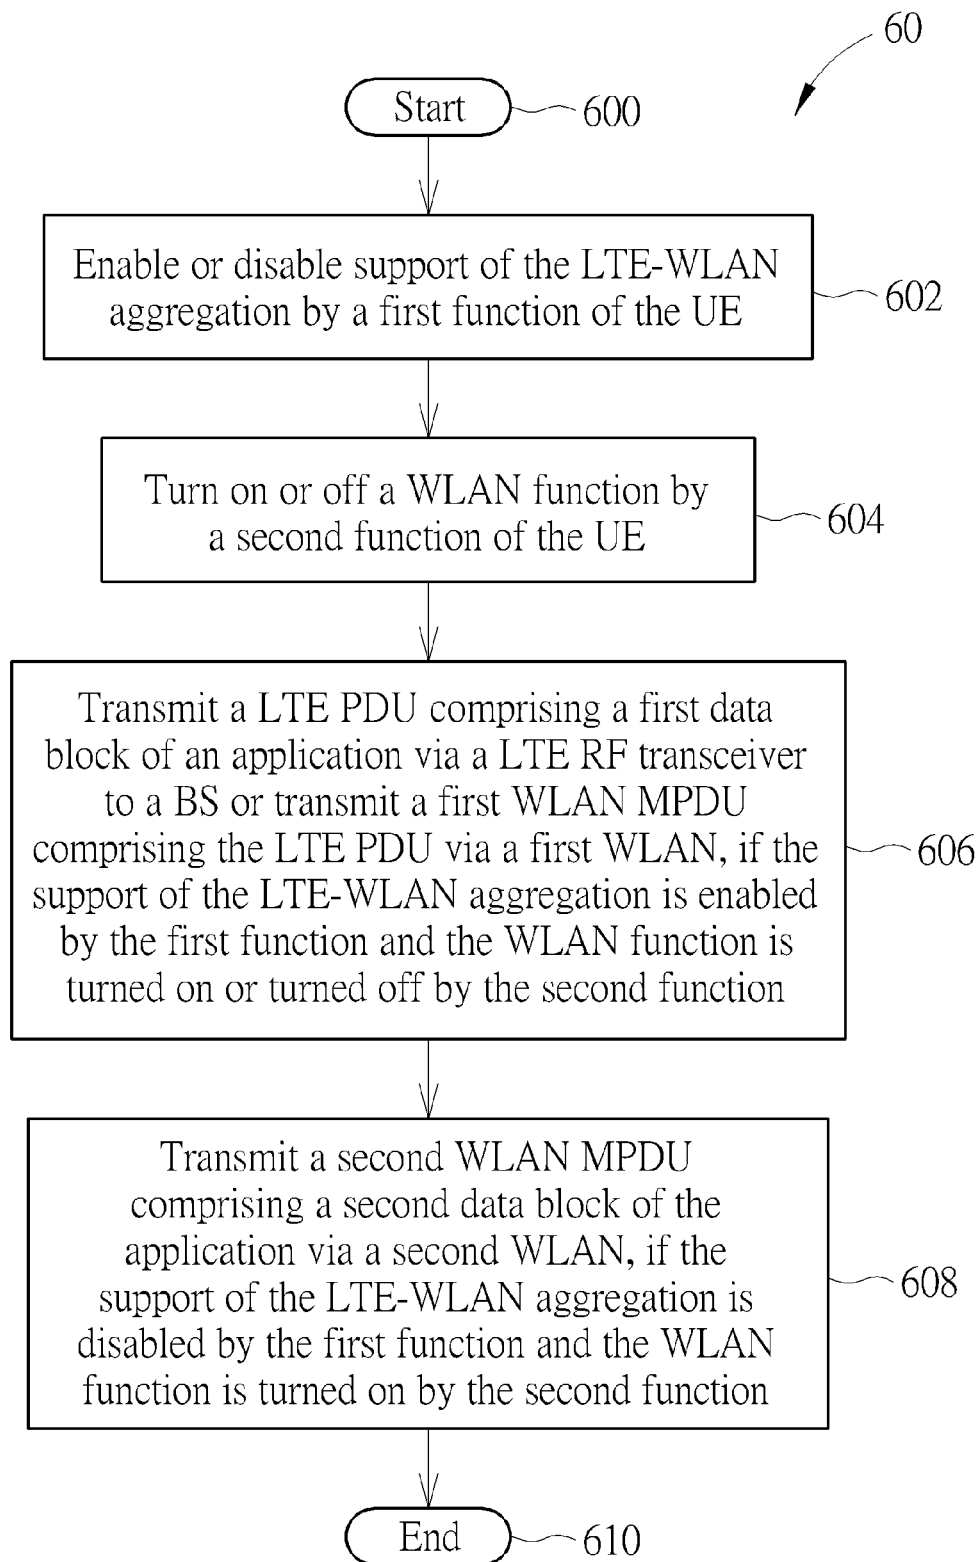 60
Start
600
Enable or disable support of the LTE-WLAN
aggregation by a first function of the UE
602
Turn on or off a WLAN function by
a second function of the UE
604
Transmit a LTE PDU comprising a first data
block of an application via a LTE RF transceiver
to a BS or transmit a first WLAN MPDU
comprising the LTE PDU via a first WLAN, if the
support of the LTE-WLAN aggregation is enabled
by the first function and the WLAN function is
turned on or turned off by the second function
606
Transmit a second WLAN MPDU
comprising a second data block of the
application via a second WLAN, if the
support of the LTE-WLAN aggregation is
disabled by the first function and the WLAN
function is turned on by the second function
608
End
610